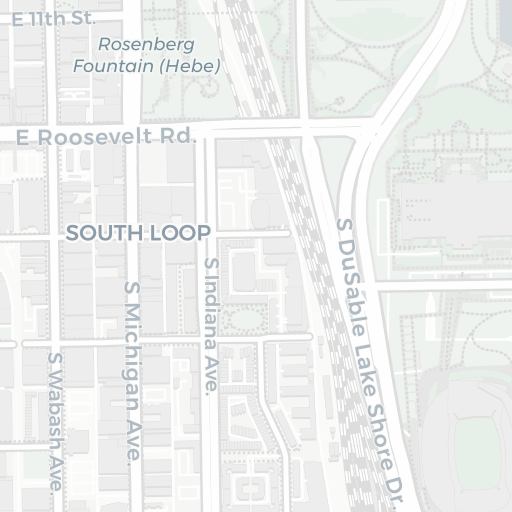 E 11th St.
Rosenberg
Fountain (Hebe)
E Roosevelt Rd.
SOUTH LOOP
S DuSable Lake Shore Dr.
S Indiana Ave.
S Michigan Ave.
S Wabash Ave.